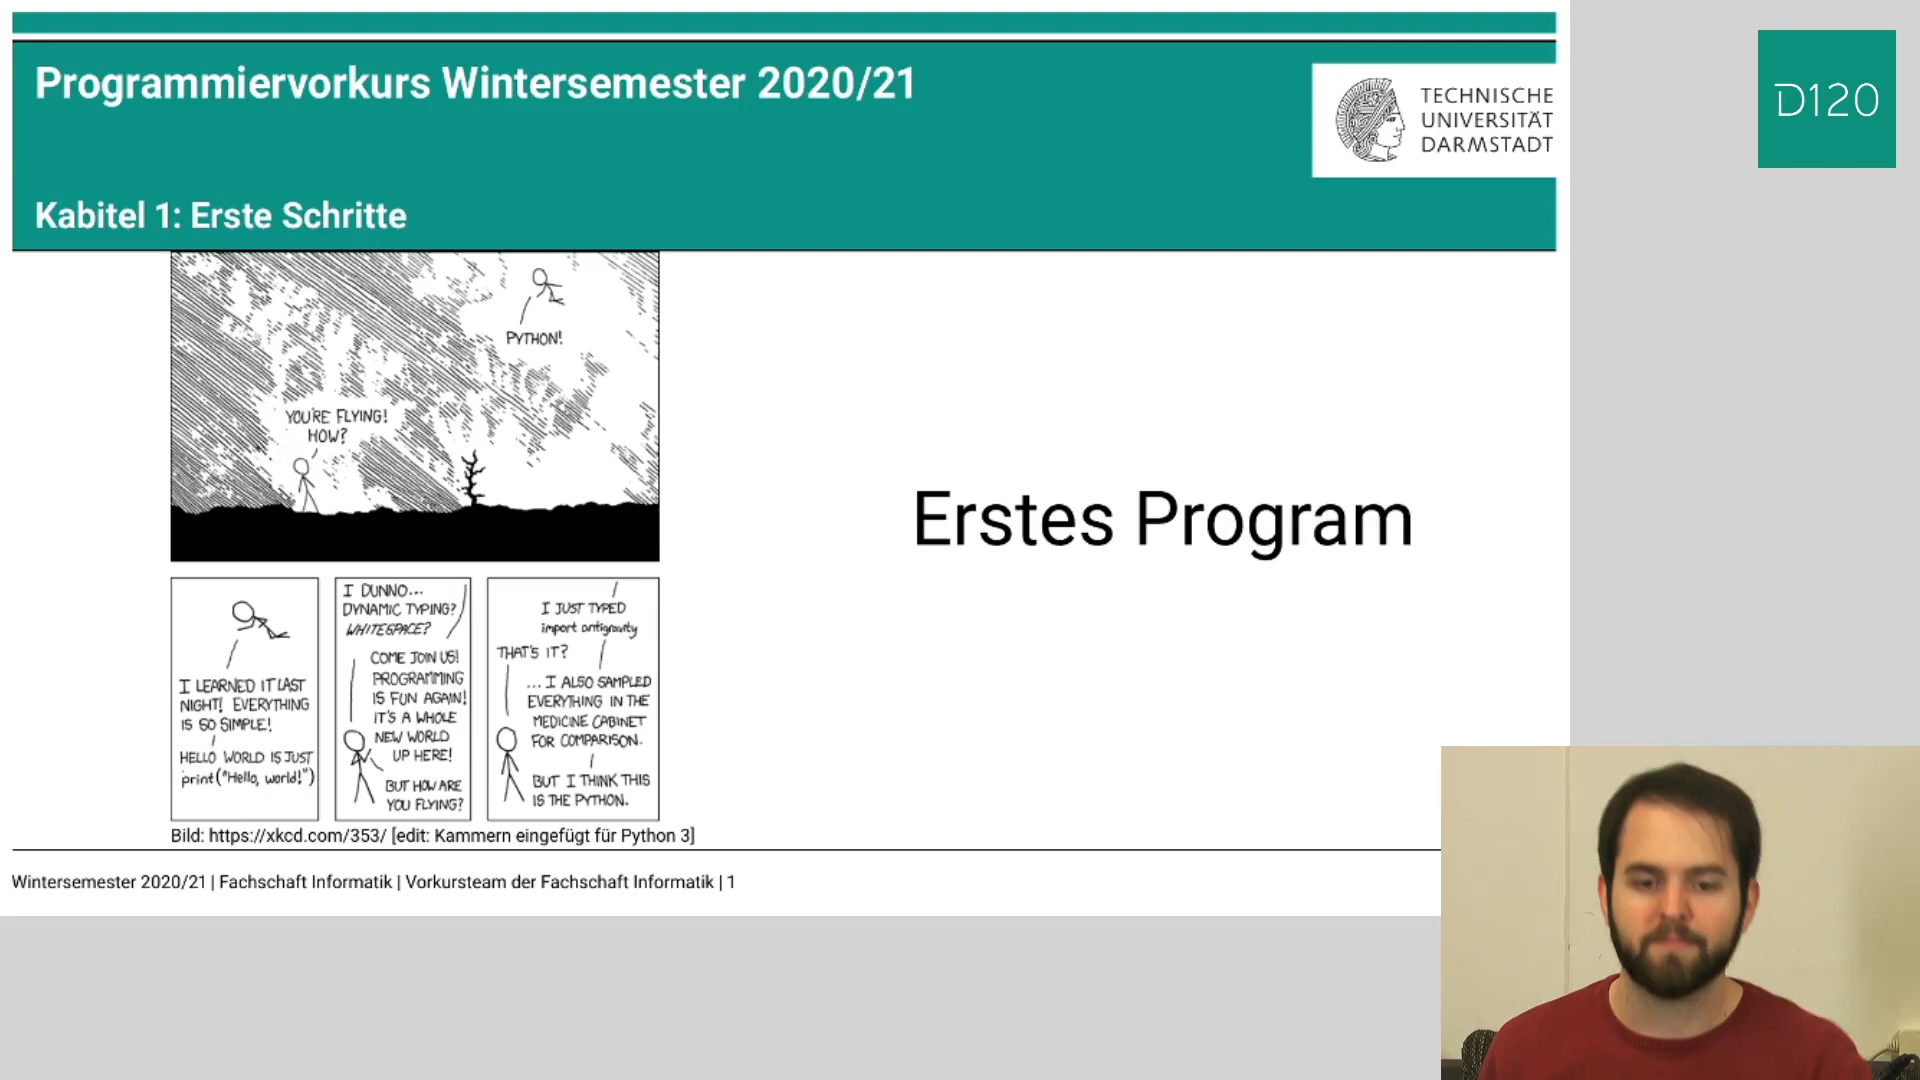 Programmiervorkurs Wintersemester 2020/21
TECHNISCHE
UNIVERSITÄT
DARMSTADT
D120
Kabitel 1: Erste Schritte
PYTHON!
YOU'RE FLYING!
HOW?
Erstes Program
I LEARNED IT LAST
NIGHT! EVERYTHING
IS SO SIMPLE!
HELLO WORLD IS JUST
print("Hello, world!")
I DUNNO...
DYNAMIC TYPING?
WHITESPACE?
COME JOIN US!
PROGRAMMING
IS FUN AGAIN!
IT'S A WHOLE
NEW WORLD
UP HERE!
BUT HOW ARE
YOU FLYING?
I JUST TYPED
import antigravity
THAT'S IT?
... I ALSO SAMPLED
EVERYTHING IN THE
MEDICINE CABINET
FOR COMPARISON.
BUT I THINK THIS
IS THE PYTHON.
Bild: https://xkcd.com/353/ [edit: Kammern eingefügt für Python 3]
Wintersemester 2020/21 | Fachschaft Informatik | Vorkursteam der Fachschaft Informatik | 1